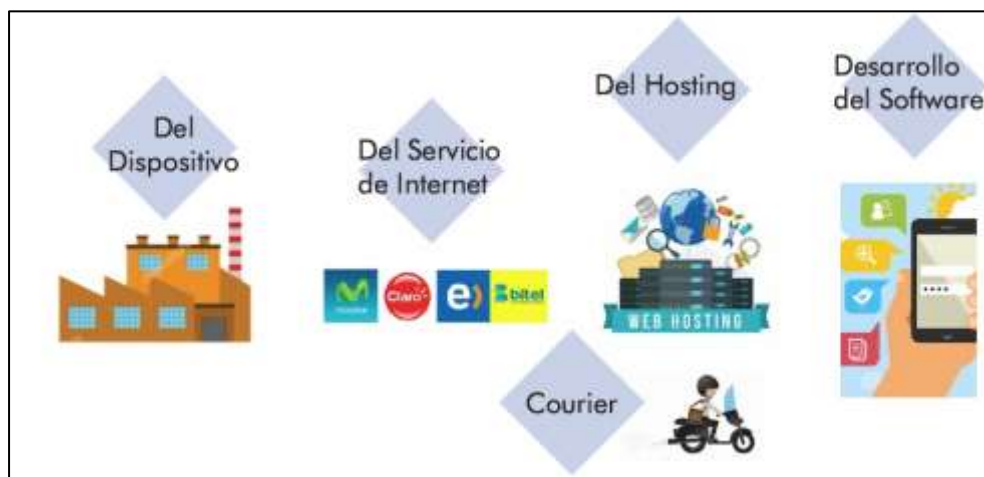 Del
Dispositivo
Del Servicio
de Internet
Del Hosting
Desarrollo
del Software
Claro
e)
bitel
WEB HOSTING
Courier